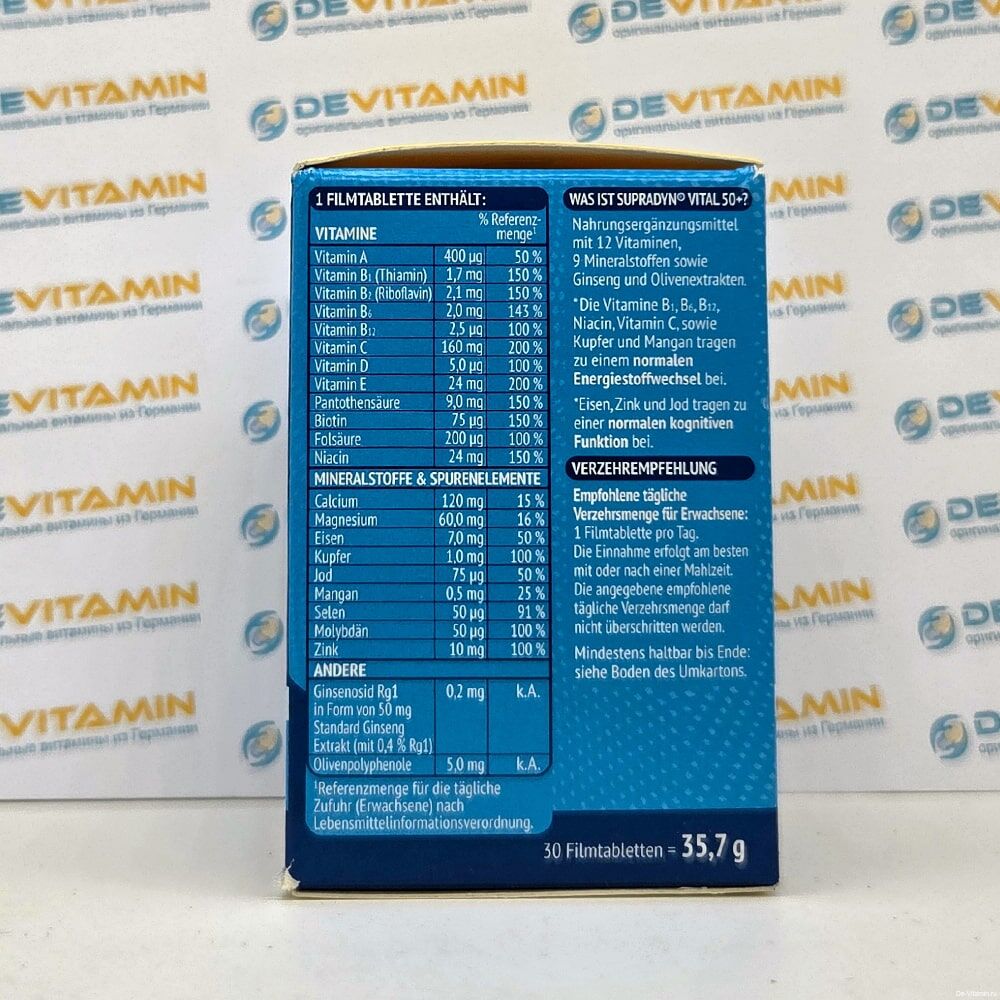 DEVITAMIN
оригинальные витамины из Германии
1 FILMTABLETTE ENTHÄLT:
VITAMINE % Referenz-
menge¹
Vitamin A 400 µg 50 %
Vitamin B₁ (Thiamin) 1,7 mg 150 %
Vitamin B₂ (Riboflavin) 2,1 mg 150 %
Vitamin B₆ 2,0 mg 143 %
Vitamin B₁₂ 2,5 µg 100 %
Vitamin C 160 mg 200 %
Vitamin D 5,0 µg 100 %
Vitamin E 24 mg 200 %
Pantothensäure 9,0 mg 150 %
Biotin 75 µg 150 %
Folsäure 200 µg 100 %
Niacin 24 mg 150 %
MINERALSTOFFE & SPURENELEMENTE
Calcium 120 mg 15 %
Magnesium 60,0 mg 16 %
Eisen 7,0 mg 50 %
Kupfer 1,0 mg 100 %
Jod 75 µg 50 %
Mangan 0,5 mg 25 %
Selen 50 µg 91 %
Molybdän 50 µg 100 %
Zink 10 mg 100 %
ANDERE
Ginsenosid Rg1 0,2 mg k.A.
in Form von 50 mg
Standard Ginseng
Extrakt (mit 0,4 % Rg1)
Olivenpolyphenole 5,0 mg k.A.
¹Referenzmenge für die tägliche
Zufuhr (Erwachsene) nach
Lebensmittelinformationsverordnung.
WAS IST SUPRADYN® VITAL 50+?
Nahrungsergänzungsmittel
mit 12 Vitaminen,
9 Mineralstoffen sowie
Ginseng und Olivenextrakten.
*Die Vitamine B₁, B₆, B₁₂,
Niacin, Vitamin C, sowie
Kupfer und Mangan tragen
zu einem normalen
Energiestoffwechsel bei.
*Eisen, Zink und Jod tragen zu
einer normalen kognitiven
Funktion bei.
VERZEHREMPFEHLUNG
Empfohlene tägliche
Verzehrsmenge für Erwachsene:
1 Filmtablette pro Tag.
Die Einnahme erfolgt am besten
mit oder nach einer Mahlzeit.
Die angegebene empfohlene
tägliche Verzehrsmenge darf
nicht überschritten werden.
Mindestens haltbar bis Ende:
siehe Boden des Umkartons.
30 Filmtabletten = 35,7 g
De-Vitamin.ru